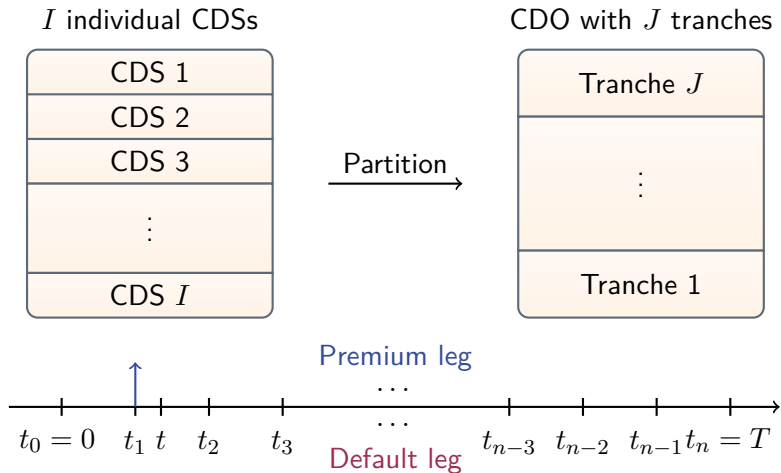 I individual CDSs
CDS 1
CDS 2
CDS 3
⋮
CDS I
Partition
CDO with J tranches
Tranche J
⋮
Tranche 1
Premium leg
⋯
t₀ = 0 t₁ t t₂ t₃ ⋯ tₙ₋₃ tₙ₋₂ tₙ₋₁ tₙ = T
Default leg